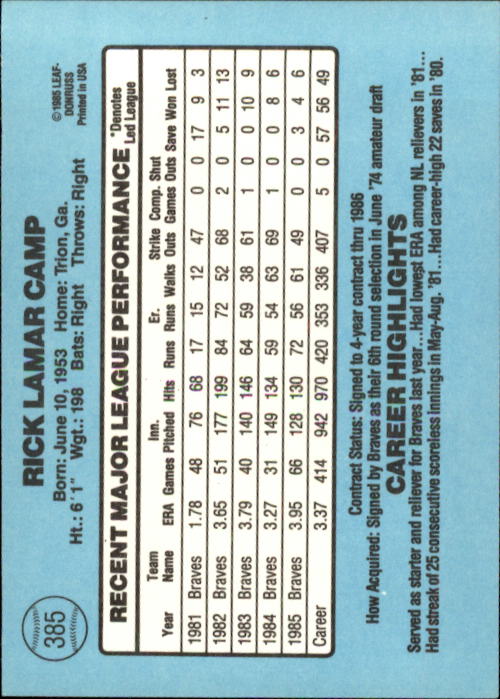 385
RICK LAMAR CAMP
Born: June 10, 1953 Home: Trion, Ga.
Ht.: 6'1" Wgt.: 198 Bats: Right Throws: Right
©1985 LEAF-
DONRUSS
Printed in USA
RECENT MAJOR LEAGUE PERFORMANCE *Denotes
Led League
Team Inn. Er. Strike Comp. Shut
Year Name ERA Games Pitched Hits Runs Runs Walks Outs Games Outs Save Won Lost
1981 Braves 1.78 48 76 68 17 15 12 47 0 0 17 9 3
1982 Braves 3.65 51 177 199 84 72 52 68 2 0 5 11 13
1983 Braves 3.79 40 140 146 64 59 38 61 1 0 0 10 9
1984 Braves 3.27 31 149 134 59 54 63 69 1 0 0 8 6
1985 Braves 3.95 66 128 130 72 56 61 49 0 0 3 4 6
Career 3.37 414 942 970 420 353 336 407 5 0 57 56 49
Contract Status: Signed to 4-year contract thru 1986
How Acquired: Signed by Braves as their 6th round selection in June '74 amateur draft
CAREER HIGHLIGHTS
Served as starter and reliever for Braves last year...Had lowest ERA among NL relievers in '81...
Had streak of 25 consecutive scoreless innings in May-Aug. '81...Had career-high 22 saves in '80.